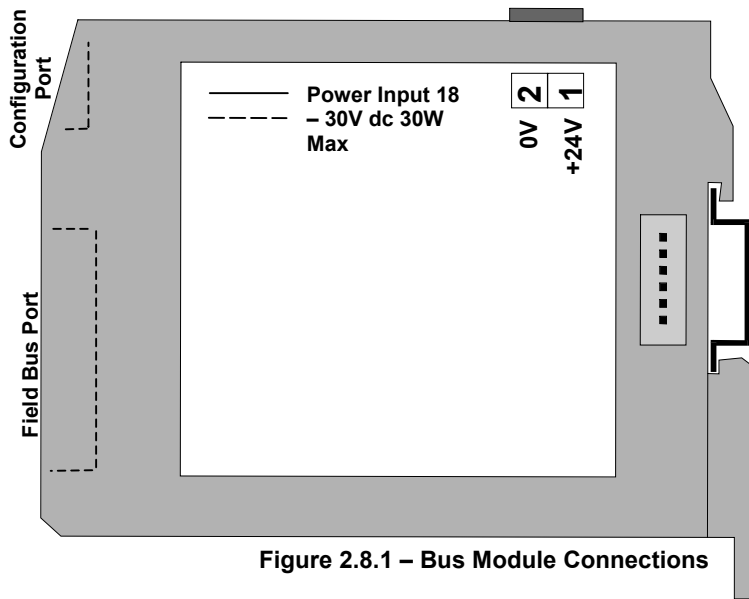 Configuration
Port
Power Input 18
– 30V dc 30W
Max
2 1
0V
+24V
Field Bus Port
Figure 2.8.1 – Bus Module Connections